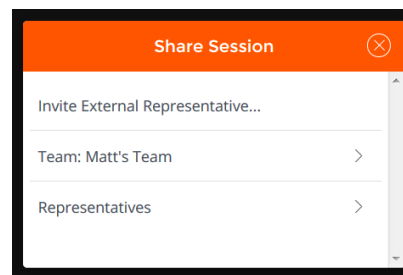 Share Session
Invite External Representative...
Team: Matt's Team
Representatives